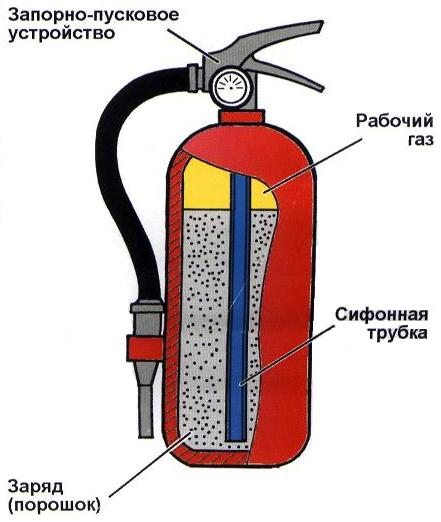 Запорно-пусковое
устройство
Рабочий
газ
Сифонная
трубка
Заряд
(порошок)